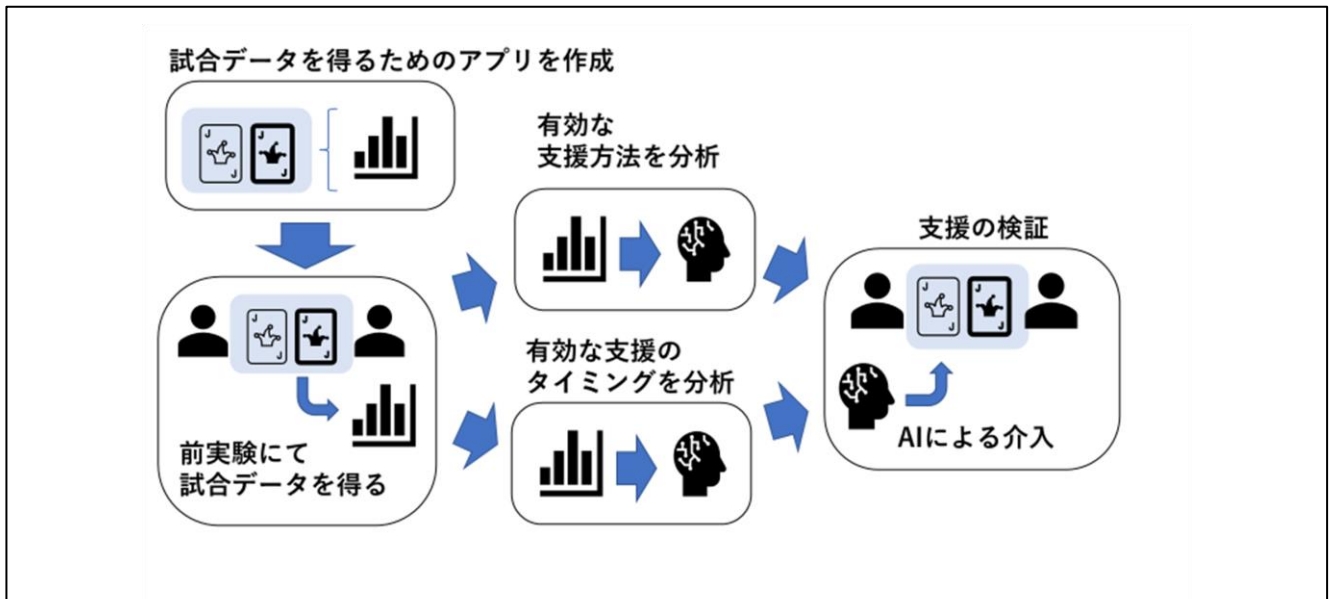 試合データを得るためのアプリを作成
J
J
J
J
有効な
支援方法を分析
支援の検証
J
J
J
J
前実験にて
試合データを得る
有効な支援の
タイミングを分析
J
J
J
J
AIによる介入